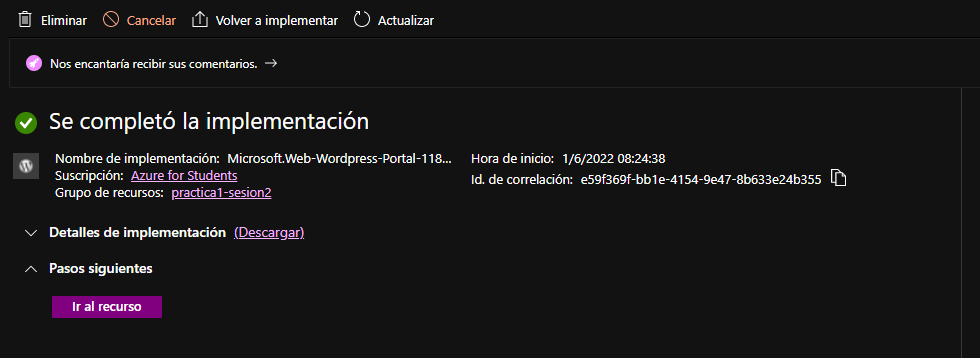 Eliminar Cancelar Volver a implementar Actualizar
Nos encantaría recibir sus comentarios. →
Se completó la implementación
Nombre de implementación: Microsoft.Web-Wordpress-Portal-118... Hora de inicio: 1/6/2022 08:24:38
Suscripción: Azure for Students Id. de correlación: e59f369f-bb1e-4154-9e47-8b633e24b355
Grupo de recursos: practica1-sesion2
Detalles de implementación (Descargar)
Pasos siguientes
Ir al recurso